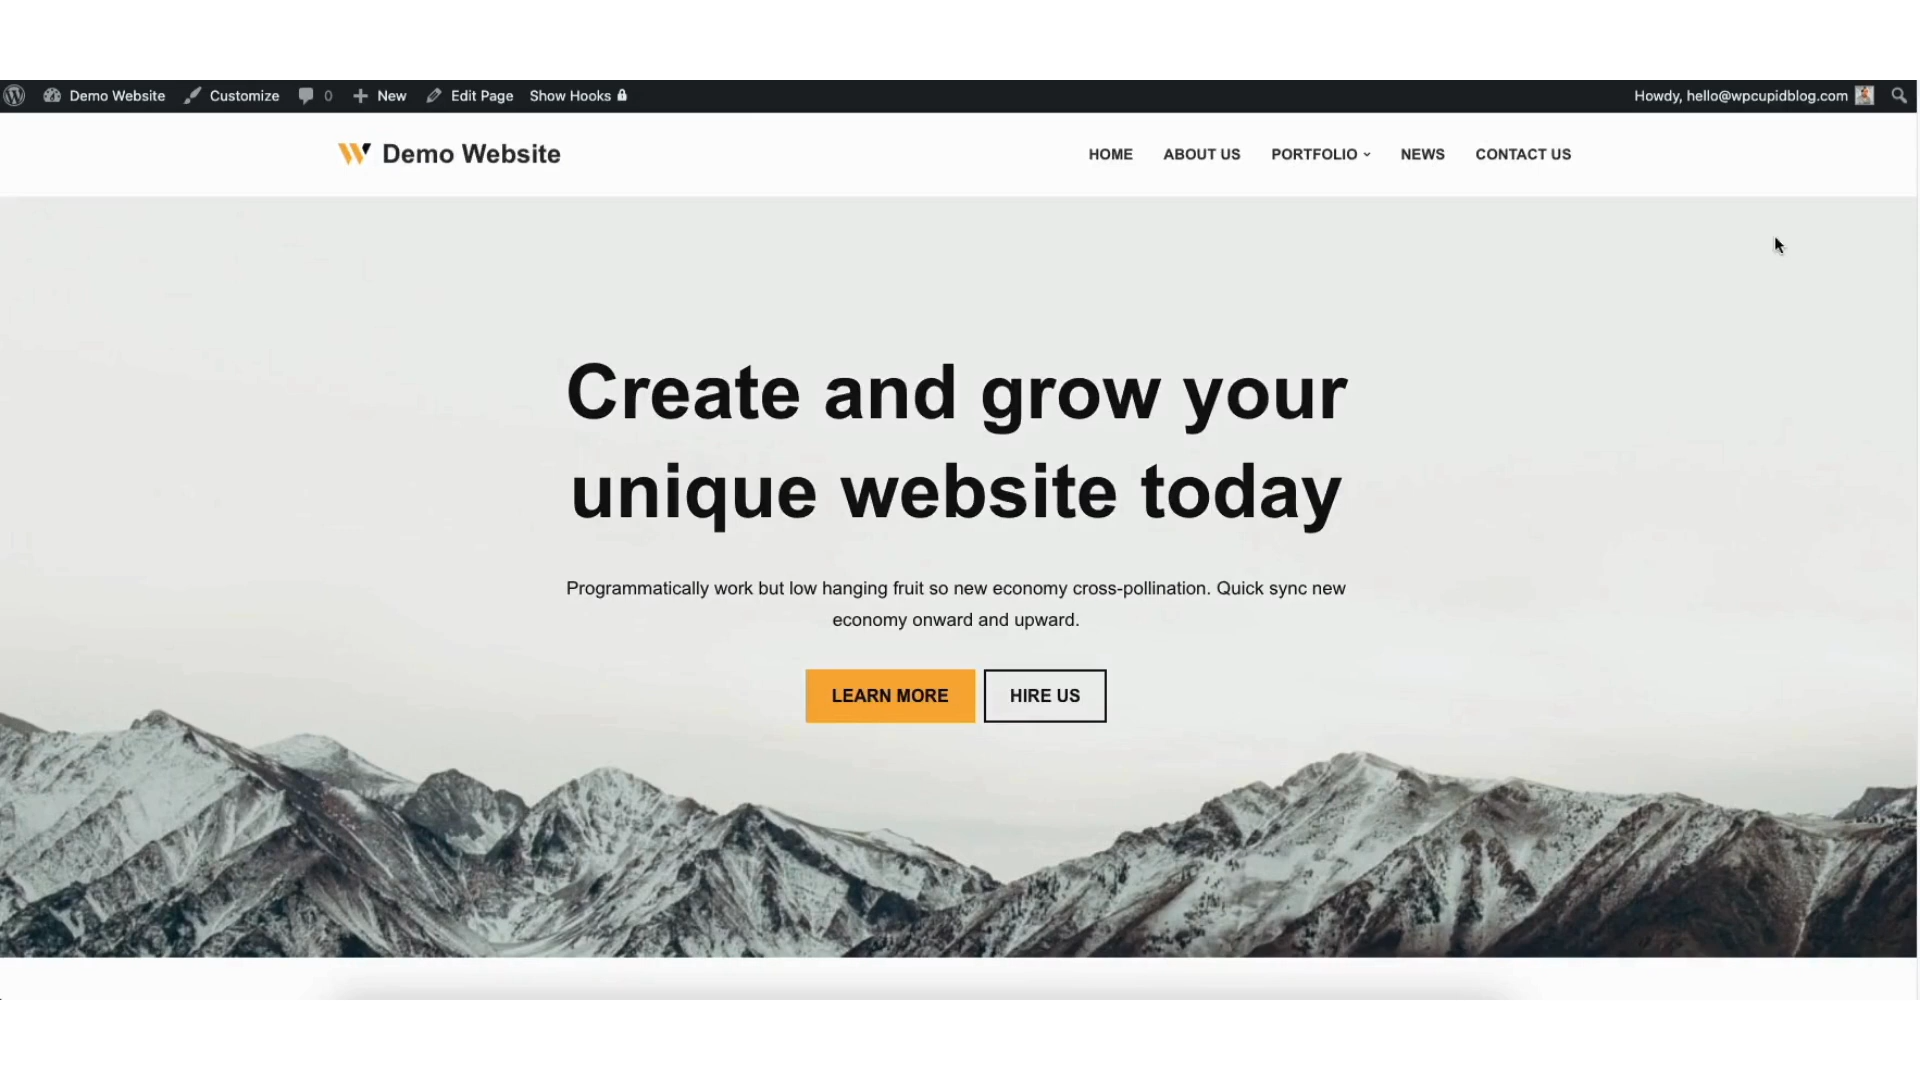 Demo Website Customize 0 New Edit Page Show Hooks Howdy, hello@wpcupidblog.com
Demo Website HOME ABOUT US PORTFOLIO NEWS CONTACT US
Create and grow your
unique website today
Programmatically work but low hanging fruit so new economy cross-pollination. Quick sync new
economy onward and upward.
LEARN MORE HIRE US